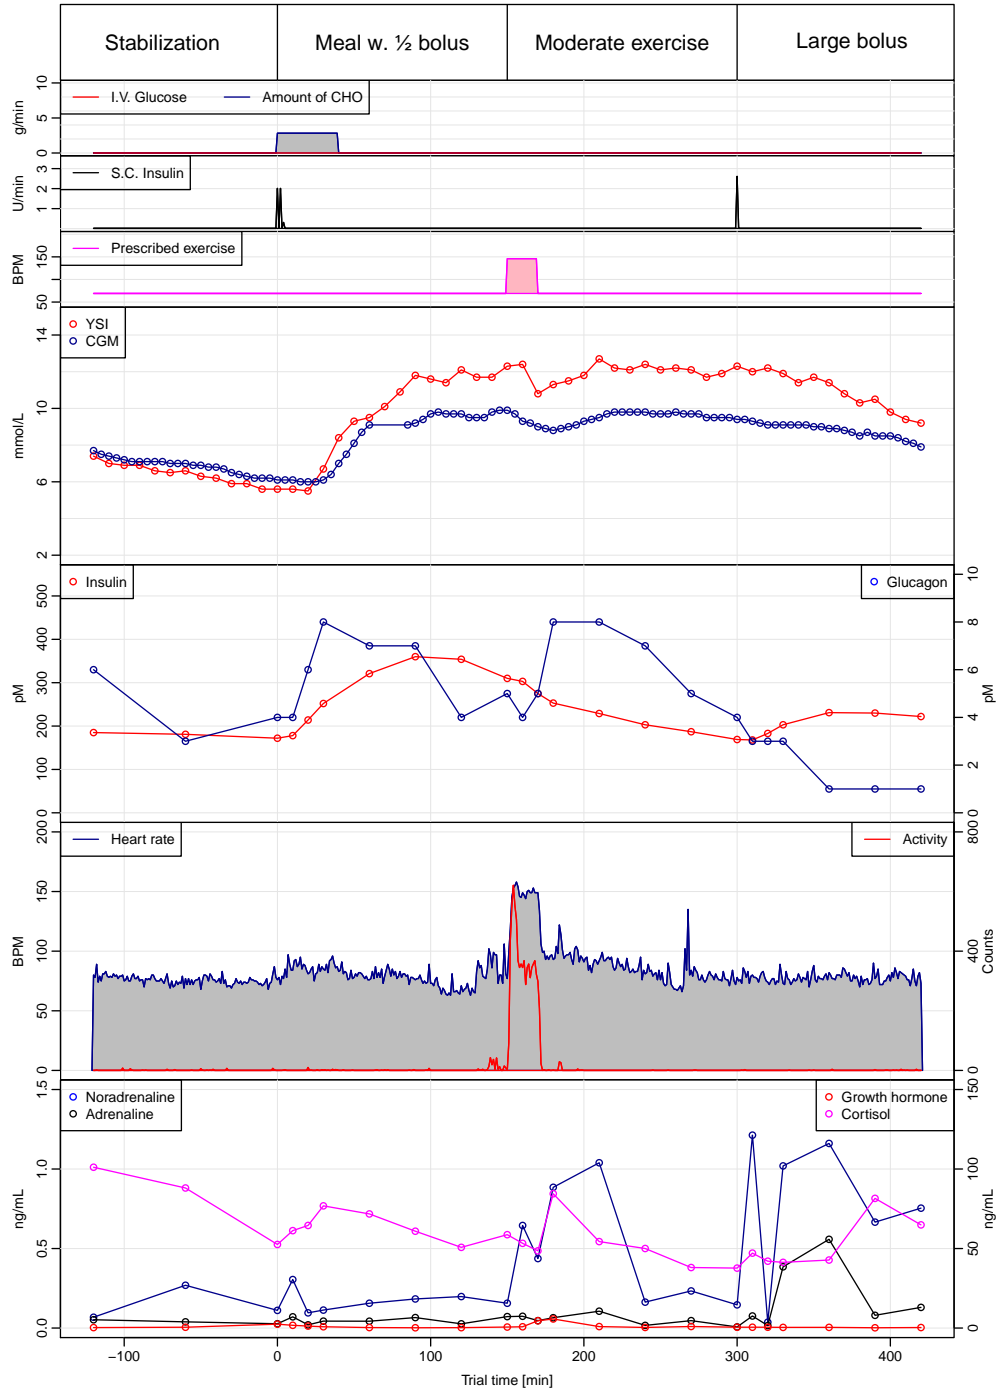 Stabilization Meal w. ½ bolus Moderate exercise Large bolus
g/min
0 5 10
I.V. Glucose Amount of CHO
U/min
1 2 3
S.C. Insulin
BPM
50 150
Prescribed exercise
mmol/L
2 6 10 14
YSI
CGM
pM
0 100 200 300 400 500
Insulin
Glucagon
0 2 4 6 8 10
pM
BPM
0 50 100 150 200
Heart rate
Activity
0 400 800
Counts
ng/mL
0.0 0.5 1.0 1.5
Noradrenaline
Adrenaline
Growth hormone
Cortisol
0 50 100 150
ng/mL
−100 0 100 200 300 400
Trial time [min]